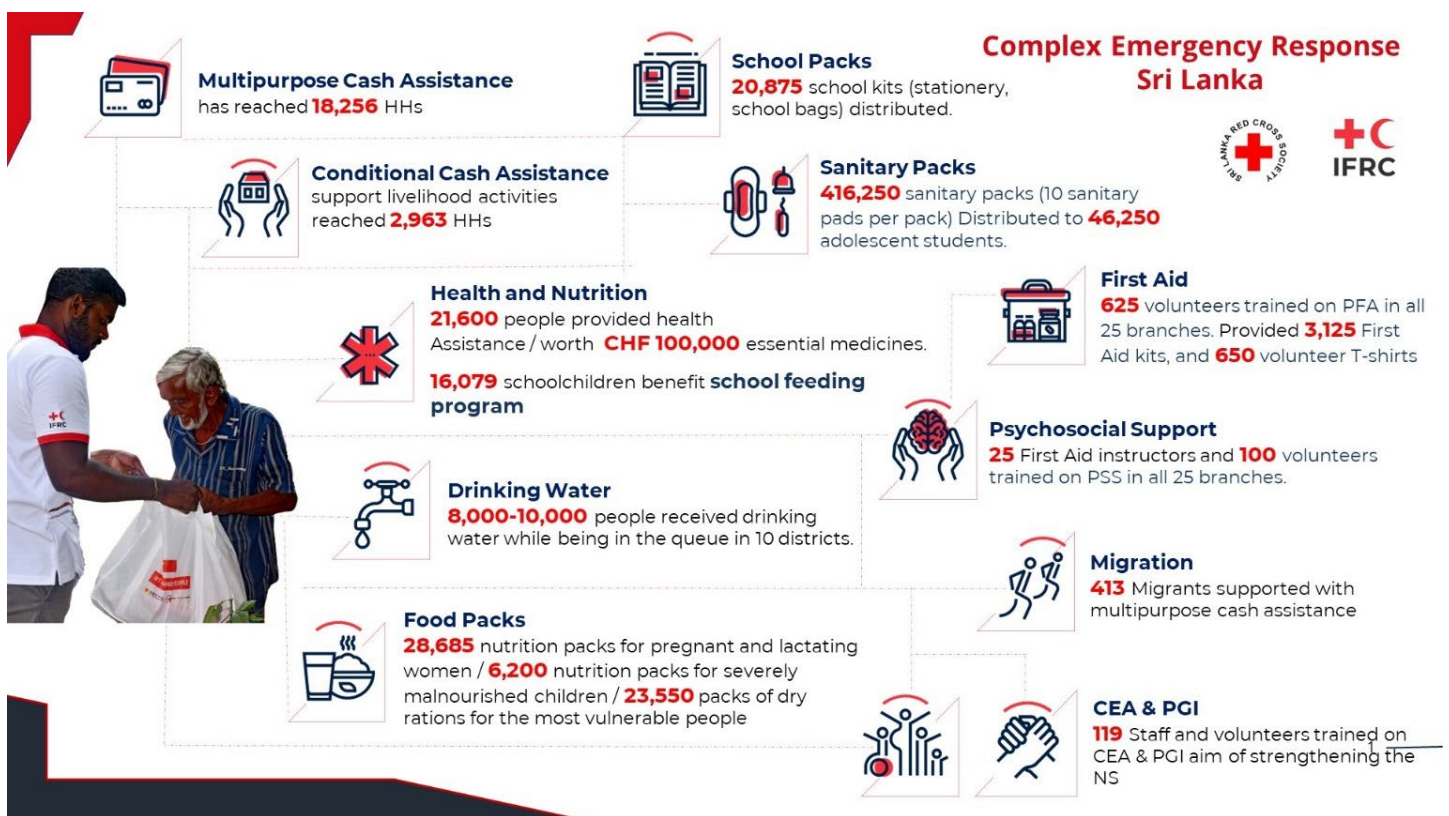 Complex Emergency Response
Sri Lanka
SRI LANKA RED CROSS SOCIETY
IFRC
Multipurpose Cash Assistance
has reached 18,256 HHs
School Packs
20,875 school kits (stationery,
school bags) distributed.
Conditional Cash Assistance
support livelihood activities
reached 2,963 HHs
Sanitary Packs
416,250 sanitary packs (10 sanitary
pads per pack) Distributed to 46,250
adolescent students.
Health and Nutrition
21,600 people provided health
Assistance / worth CHF 100,000 essential medicines.
16,079 schoolchildren benefit school feeding
program
First Aid
625 volunteers trained on PFA in all
25 branches. Provided 3,125 First
Aid kits, and 650 volunteer T-shirts
Psychosocial Support
25 First Aid instructors and 100 volunteers
trained on PSS in all 25 branches.
Drinking Water
8,000-10,000 people received drinking
water while being in the queue in 10 districts.
Migration
413 Migrants supported with
multipurpose cash assistance
Food Packs
28,685 nutrition packs for pregnant and lactating
women / 6,200 nutrition packs for severely
malnourished children / 23,550 packs of dry
rations for the most vulnerable people
CEA & PGI
119 Staff and volunteers trained on
CEA & PGI aim of strengthening the
NS
1
IFRC